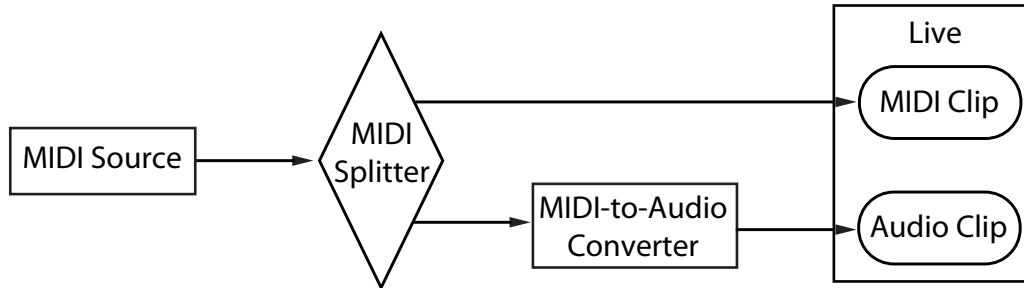 Live
MIDI Clip
MIDI Source
MIDI
Splitter
MIDI-to-Audio
Converter
Audio Clip